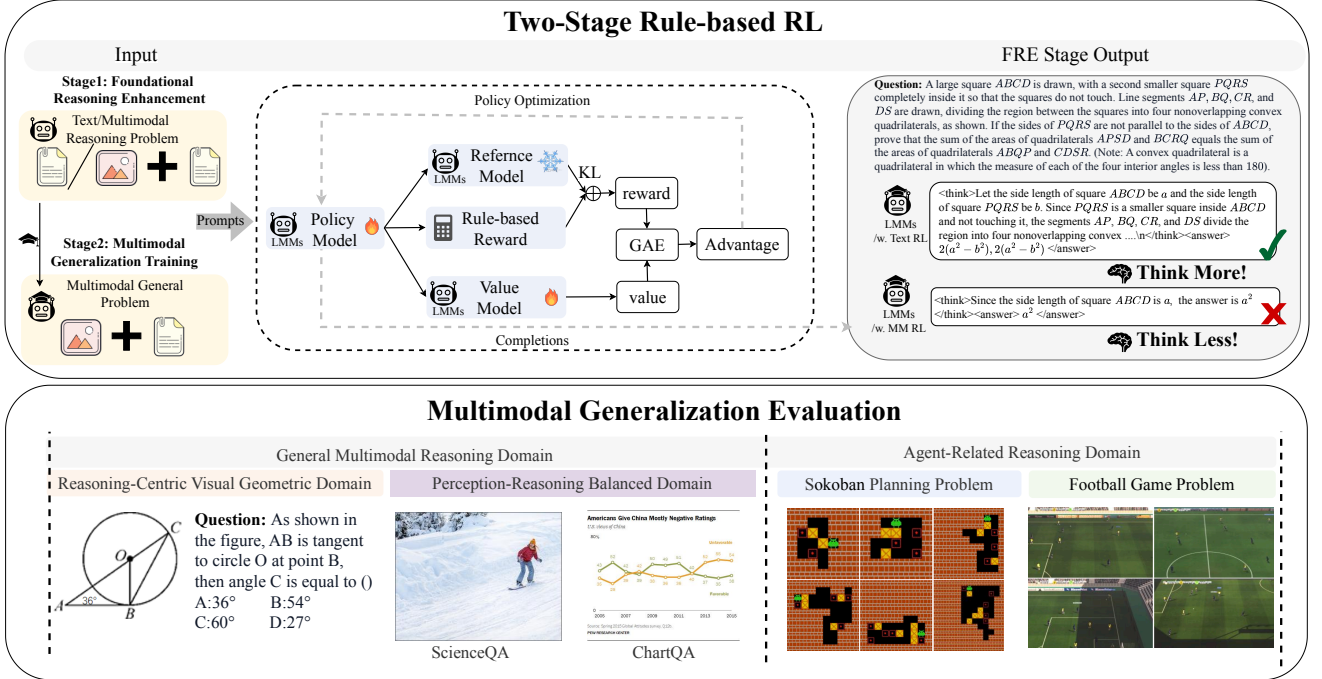 Two-Stage Rule-based RL
Input
Stage1: Foundational
Reasoning Enhancement
Text/Multimodal
Reasoning Problem
Stage2: Multimodal
Generalization Training
Multimodal General
Problem
Prompts
Policy Optimization
LMMs
Policy
Model
LMMs
Refernce
Model
Rule-based
Reward
LMMs
Value
Model
KL
reward
GAE
Advantage
value
Completions
FRE Stage Output
Question: A large square ABCD is drawn, with a second smaller square PQRS
completely inside it so that the squares do not touch. Line segments AP, BQ, CR, and
DS are drawn, dividing the region between the squares into four nonoverlapping convex
quadrilaterals, as shown. If the sides of PQRS are not parallel to the sides of ABCD,
prove that the sum of the areas of quadrilaterals APSD and BCRQ equals the sum of
the areas of quadrilaterals ABQP and CDSR. (Note: A convex quadrilateral is a
quadrilateral in which the measure of each of the four interior angles is less than 180).
LMMs
/w. Text RL
<think>Let the side length of square ABCD be a and the side length
of square PQRS be b. Since PQRS is a smaller square inside ABCD
and not touching it, the segments AP, BQ, CR, and DS divide the
region into four nonoverlapping convex ....\n</think><answer>
2(a² − b²), 2(a² − b²) </answer>
Think More!
LMMs
/w. MM RL
<think>Since the side length of square ABCD is a, the answer is a²
</think><answer> a² </answer>
Think Less!
Multimodal Generalization Evaluation
General Multimodal Reasoning Domain
Reasoning-Centric Visual Geometric Domain
Perception-Reasoning Balanced Domain
C
O
A
36°
B
Question: As shown in
the figure, AB is tangent
to circle O at point B,
then angle C is equal to ()
A:36° B:54°
C:60° D:27°
ScienceQA
Americans Give China Mostly Negative Ratings
Unfavorable
Favorable
0
2005 2007 2009 2011 2013 2015
PEW RESEARCH CENTER
ChartQA
Agent-Related Reasoning Domain
Sokoban Planning Problem
Football Game Problem